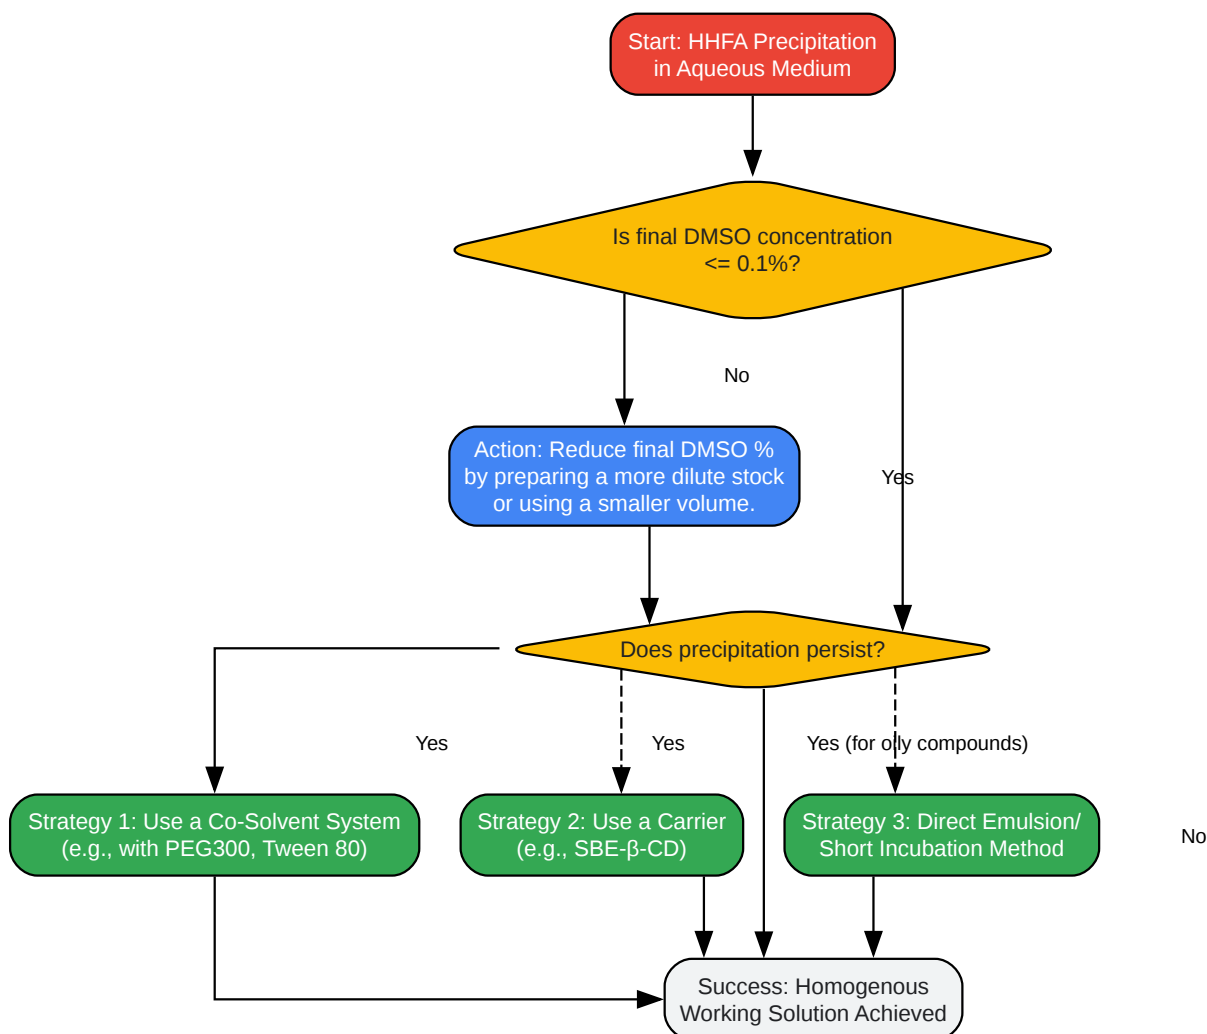 Start: HHFA Precipitation
in Aqueous Medium
Is final DMSO concentration
<= 0.1%?
No
Action: Reduce final DMSO %
by preparing a more dilute stock
or using a smaller volume.
Yes
Does precipitation persist?
Yes
Yes
Yes (for oily compounds)
Strategy 1: Use a Co-Solvent System
(e.g., with PEG300, Tween 80)
Strategy 2: Use a Carrier
(e.g., SBE-β-CD)
Strategy 3: Direct Emulsion/
Short Incubation Method
No
Success: Homogenous
Working Solution Achieved